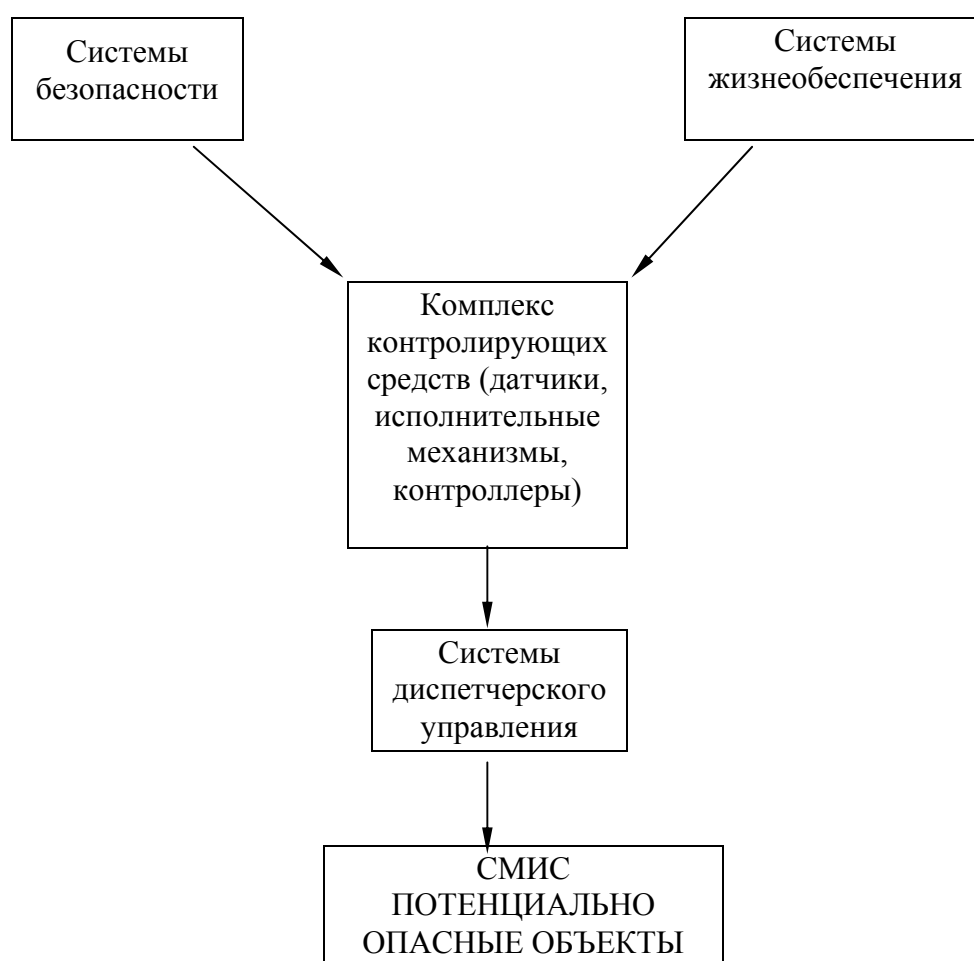 Системы
безопасности
Системы
жизнеобеспечения
Комплекс
контролирующих
средств (датчики,
исполнительные
механизмы,
контроллеры)
Системы
диспетчерского
управления
СМИС
ПОТЕНЦИАЛЬНО
ОПАСНЫЕ ОБЪЕКТЫ